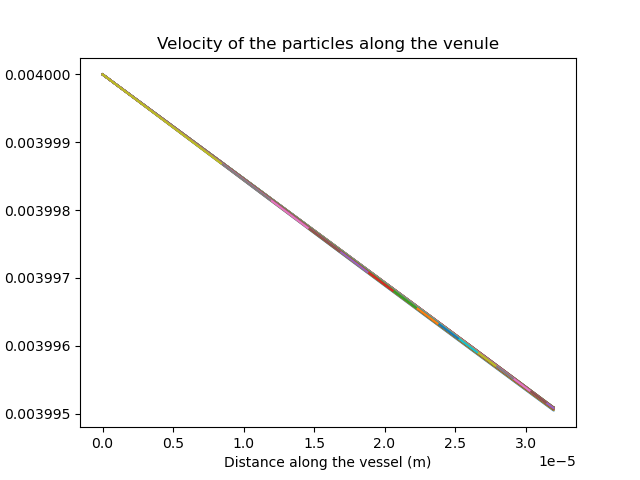 Velocity of the particles along the venule
0.004000
0.003999
0.003998
0.003997
0.003996
0.003995
0.0 0.5 1.0 1.5 2.0 2.5 3.0
1e−5
Distance along the vessel (m)